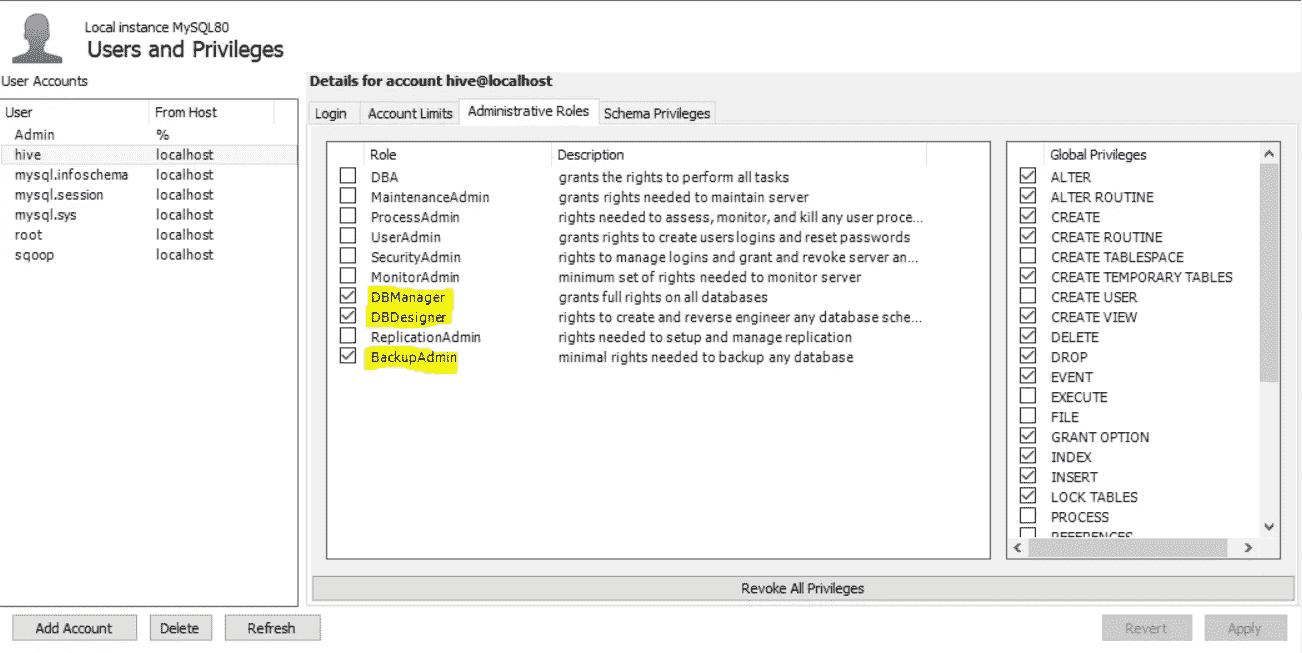 Local instance MySQL80
Users and Privileges
User Accounts
User From Host
Admin %
hive localhost
mysql.infoschema localhost
mysql.session localhost
mysql.sys localhost
root localhost
sqoop localhost
Add Account Delete Refresh
Details for account hive@localhost
Login Account Limits Administrative Roles Schema Privileges
Role Description
DBA grants the rights to perform all tasks
MaintenanceAdmin grants rights needed to maintain server
ProcessAdmin rights needed to assess, monitor, and kill any user proce...
UserAdmin grants rights to create users logins and reset passwords
SecurityAdmin rights to manage logins and grant and revoke server an...
MonitorAdmin minimum set of rights needed to monitor server
DBManager grants full rights on all databases
DBDesigner rights to create and reverse engineer any database sche...
ReplicationAdmin rights needed to setup and manage replication
BackupAdmin minimal rights needed to backup any database
Global Privileges
ALTER
ALTER ROUTINE
CREATE
CREATE ROUTINE
CREATE TABLESPACE
CREATE TEMPORARY TABLES
CREATE USER
CREATE VIEW
DELETE
DROP
EVENT
EXECUTE
FILE
GRANT OPTION
INDEX
INSERT
LOCK TABLES
PROCESS
REFERENCES
Revoke All Privileges
Revert Apply